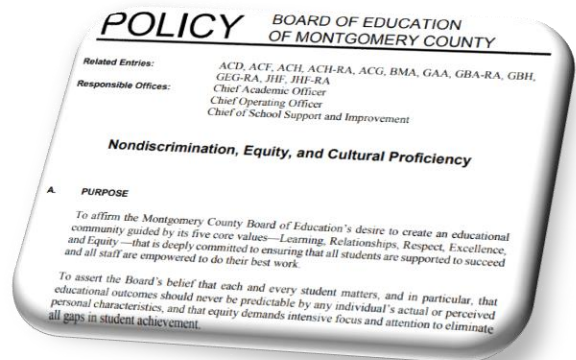 POLICY BOARD OF EDUCATION
OF MONTGOMERY COUNTY
Related Entries: ACD, ACF, ACH, ACH-RA, ACG, BMA, GAA, GBA-RA, GBH,
GEG-RA, JHF, JHF-RA
Responsible Offices: Chief Academic Officer
Chief Operating Officer
Chief of School Support and Improvement
Nondiscrimination, Equity, and Cultural Proficiency
A. PURPOSE
To affirm the Montgomery County Board of Education's desire to create an educational
community guided by its five core values—Learning, Relationships, Respect, Excellence,
and Equity —that is deeply committed to ensuring that all students are supported to succeed
and all staff are empowered to do their best work.
To assert the Board's belief that each and every student matters, and in particular, that
educational outcomes should never be predictable by any individual's actual or perceived
personal characteristics, and that equity demands intensive focus and attention to eliminate
all gaps in student achievement.